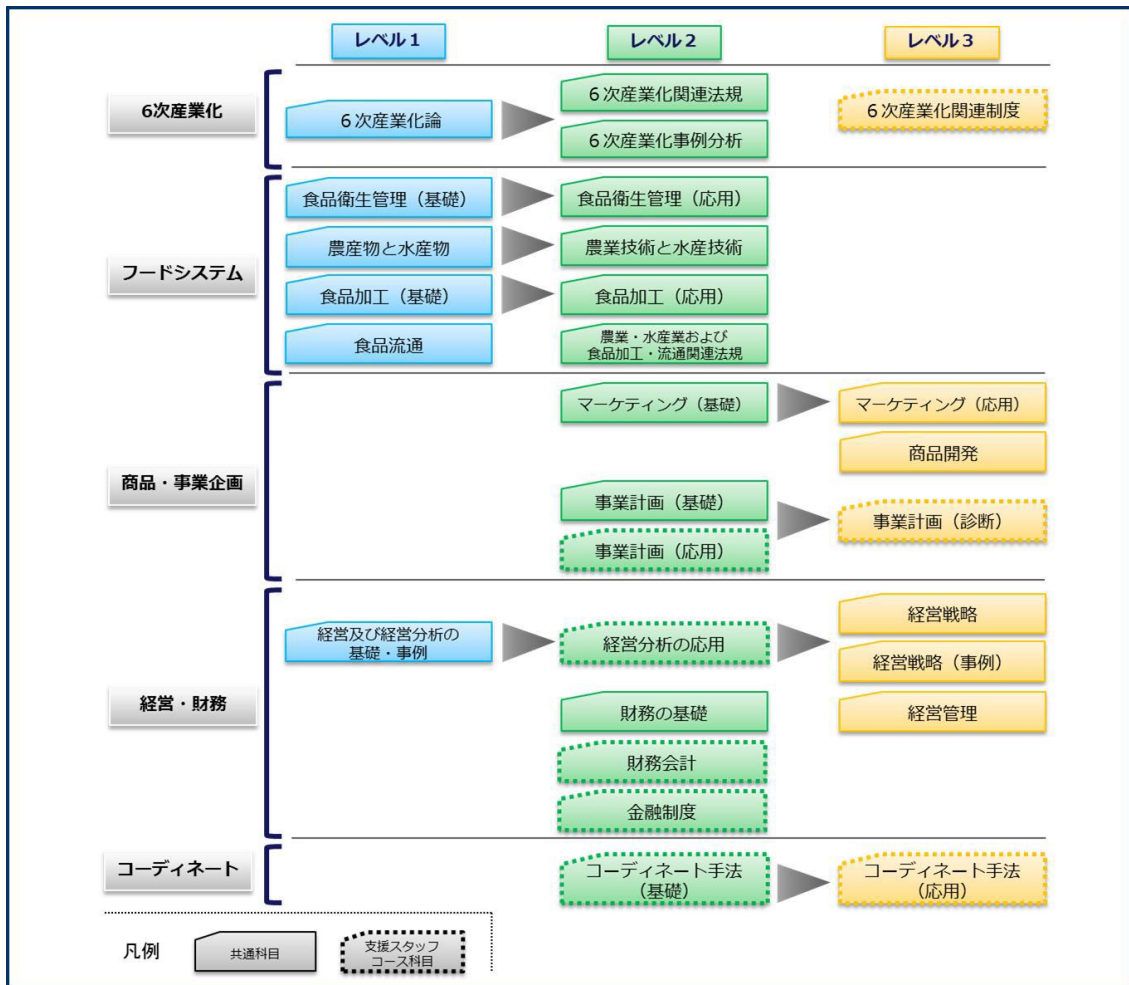 レベル1
レベル2
レベル3
6次産業化
6次産業化論
6次産業化関連法規
6次産業化事例分析
6次産業化関連制度
フードシステム
食品衛生管理（基礎）
食品衛生管理（応用）
農産物と水産物
農業技術と水産技術
食品加工（基礎）
食品加工（応用）
食品流通
農業・水産業および
食品加工・流通関連法規
商品・事業企画
マーケティング（基礎）
マーケティング（応用）
商品開発
事業計画（基礎）
事業計画（応用）
事業計画（診断）
経営・財務
経営及び経営分析の
基礎・事例
経営分析の応用
経営戦略
経営戦略（事例）
財務の基礎
経営管理
財務会計
金融制度
コーディネート
コーディネート手法
（基礎）
コーディネート手法
（応用）
凡例
共通科目
支援スタッフ
コース科目